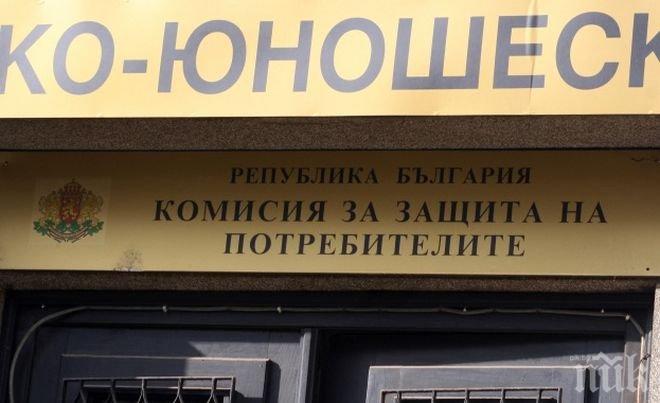 КО-ЮНОШЕСК
РЕПУБЛИКА БЪЛГАРИЯ
КОМИСИЯ ЗА ЗАЩИТА НА
ПОТРЕБИТЕЛИТЕ